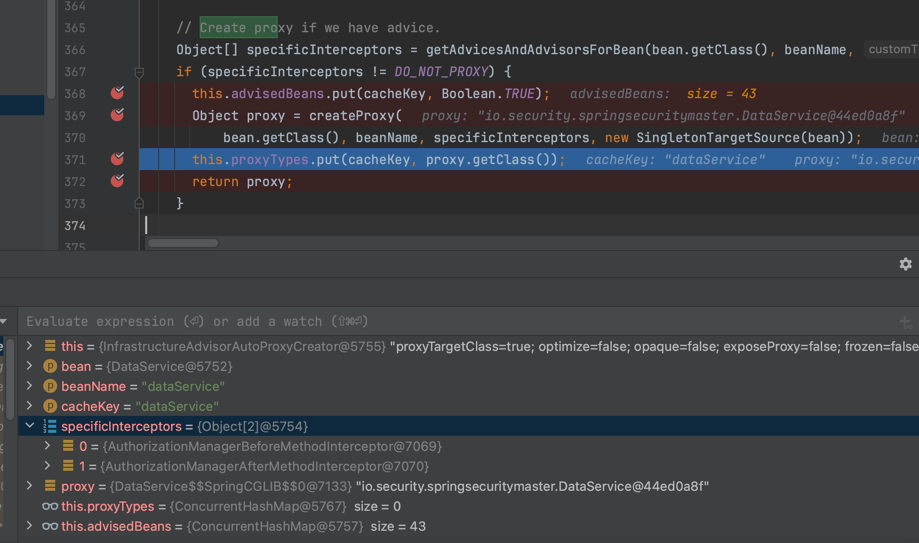 364
365 // Create proxy if we have advice.
366 Object[] specificInterceptors = getAdvicesAndAdvisorsForBean(bean.getClass(), beanName, customT
367 if (specificInterceptors != DO_NOT_PROXY) {
368 this.advisedBeans.put(cacheKey, Boolean.TRUE); advisedBeans: size = 43
369 Object proxy = createProxy( proxy: "io.security.springsecuritymaster.DataService@44ed0a8f"
370 bean.getClass(), beanName, specificInterceptors, new SingletonTargetSource(bean)); bean:
371 this.proxyTypes.put(cacheKey, proxy.getClass()); cacheKey: "dataService" proxy: "io.secur
372 return proxy;
373 }
374
375
Evaluate expression (⏎) or add a watch (⇧⌘⏎)
this = {InfrastructureAdvisorAutoProxyCreator@5755} "proxyTargetClass=true; optimize=false; opaque=false; exposeProxy=false; frozen=false
p bean = {DataService@5752}
p beanName = "dataService"
p cacheKey = "dataService"
specificInterceptors = {Object[2]@5754}
0 = {AuthorizationManagerBeforeMethodInterceptor@7069}
1 = {AuthorizationManagerAfterMethodInterceptor@7070}
proxy = {DataService$$SpringCGLIB$$0@7133} "io.security.springsecuritymaster.DataService@44ed0a8f"
this.proxyTypes = {ConcurrentHashMap@5767} size = 0
this.advisedBeans = {ConcurrentHashMap@5757} size = 43